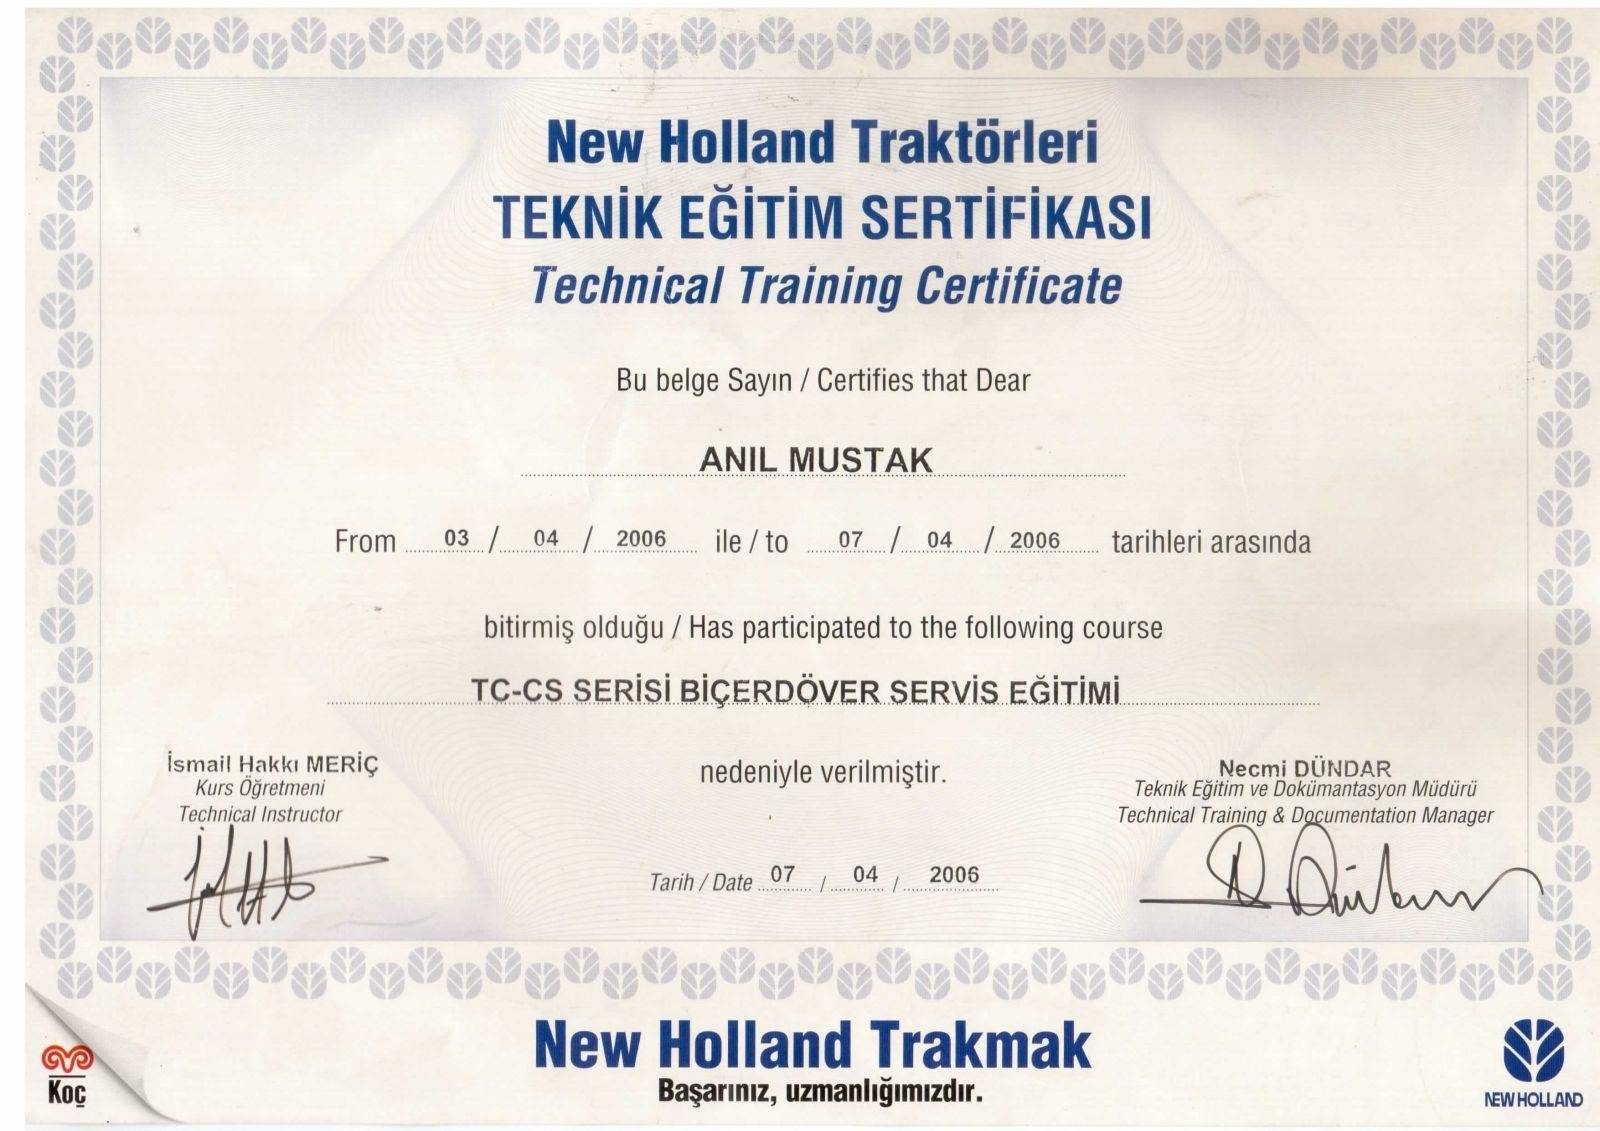 New Holland Traktörleri
TEKNİK EĞİTİM SERTİFİKASI
Technical Training Certificate
Bu belge Sayın / Certifies that Dear
ANIL MUSTAK
From 03 / 04 / 2006 ile / to 07 / 04 / 2006 tarihleri arasında
bitirmiş olduğu / Has participated to the following course
TC-CS SERİSİ BİÇERDÖVER SERVİS EĞİTİMİ
nedeniyle verilmiştir.
İsmail Hakkı MERİÇ
Kurs Öğretmeni
Technical Instructor
Necmi DÜNDAR
Teknik Eğitim ve Dokümantasyon Müdürü
Technical Training & Documentation Manager
Tarih / Date 07 / 04 / 2006
New Holland Trakmak
Başarınız, uzmanlığımızdır.
Koç
NEW HOLLAND